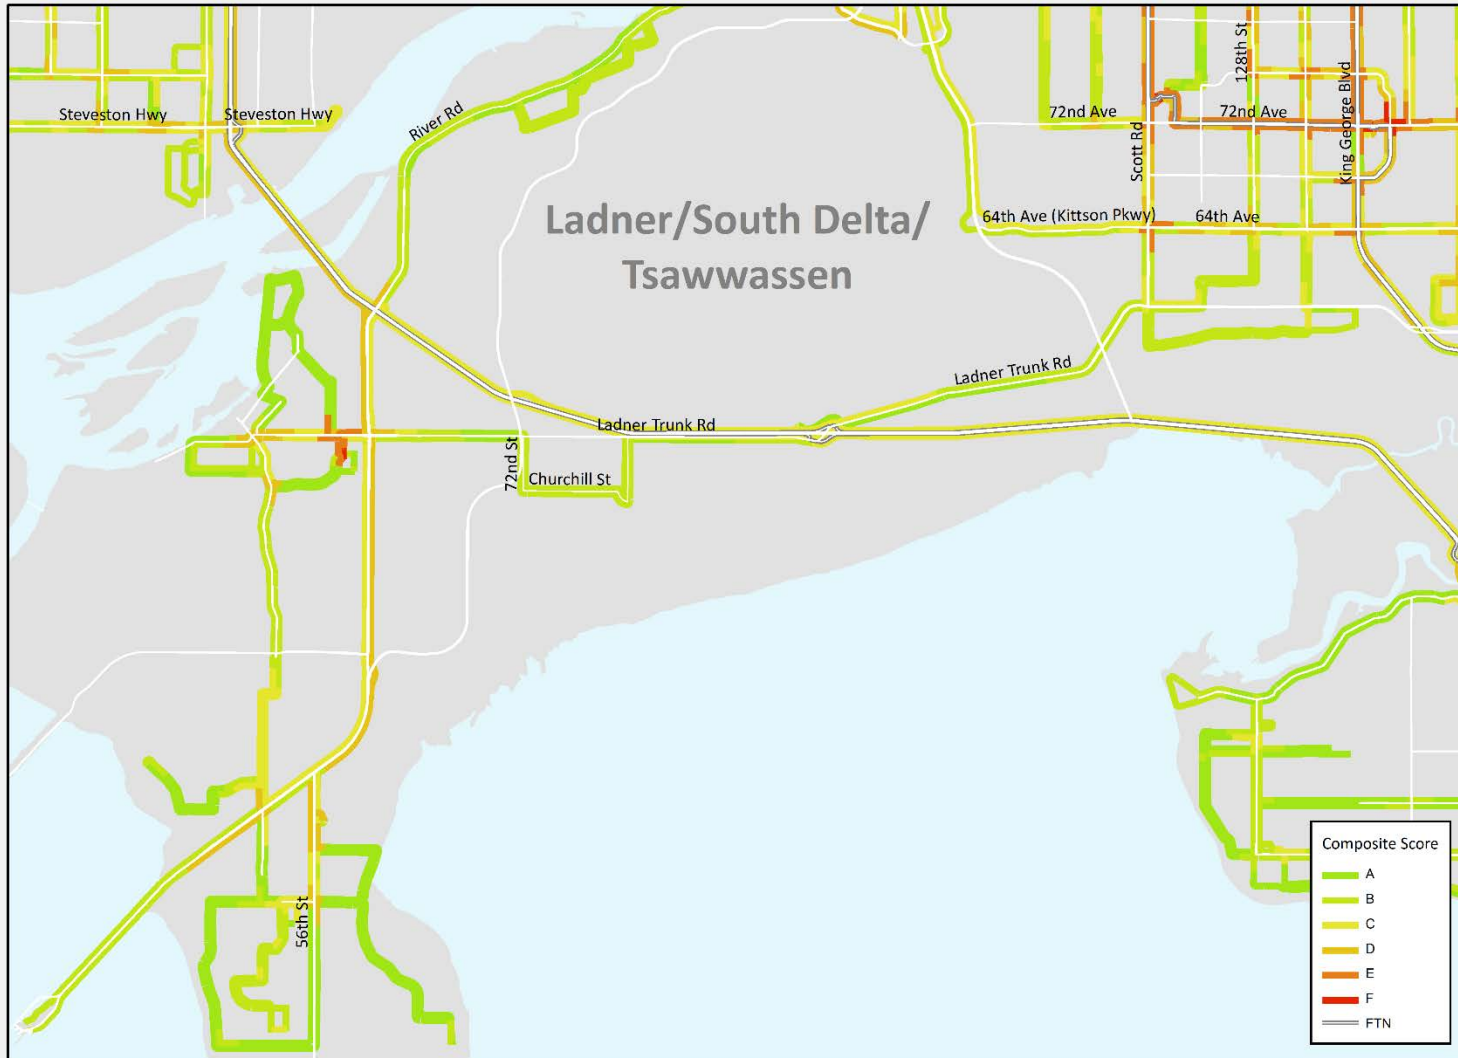 128th St
Steveston Hwy
Steveston Hwy
River Rd
72nd Ave
72nd Ave
King George Blvd
Scott Rd
Ladner/South Delta/
Tsawwassen
64th Ave (Kittson Pkwy)
64th Ave
Ladner Trunk Rd
Ladner Trunk Rd
72nd St
Churchill St
56th St
Composite Score
A
B
C
D
E
F
FTN